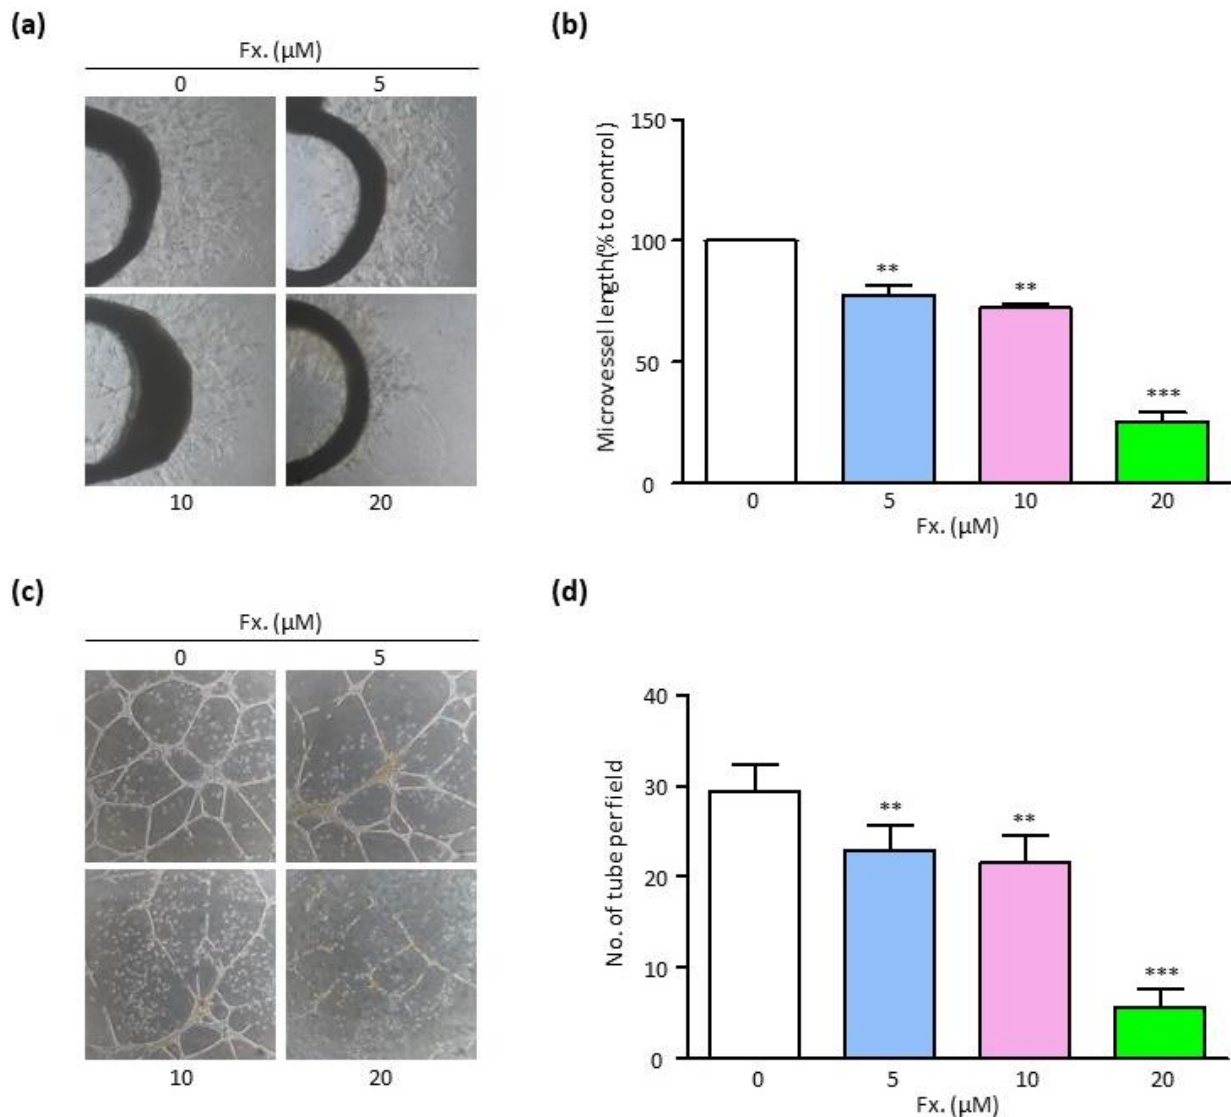 (a)
Fx. (μM)
0 5
10 20
(b)
Microvessel length(% to control)
150
100
50
0
**
**
***
0 5 10 20
Fx. (μM)
(c)
Fx. (μM)
0 5
10 20
(d)
No. of tube per field
40
30
20
10
0
**
**
***
0 5 10 20
Fx. (μM)